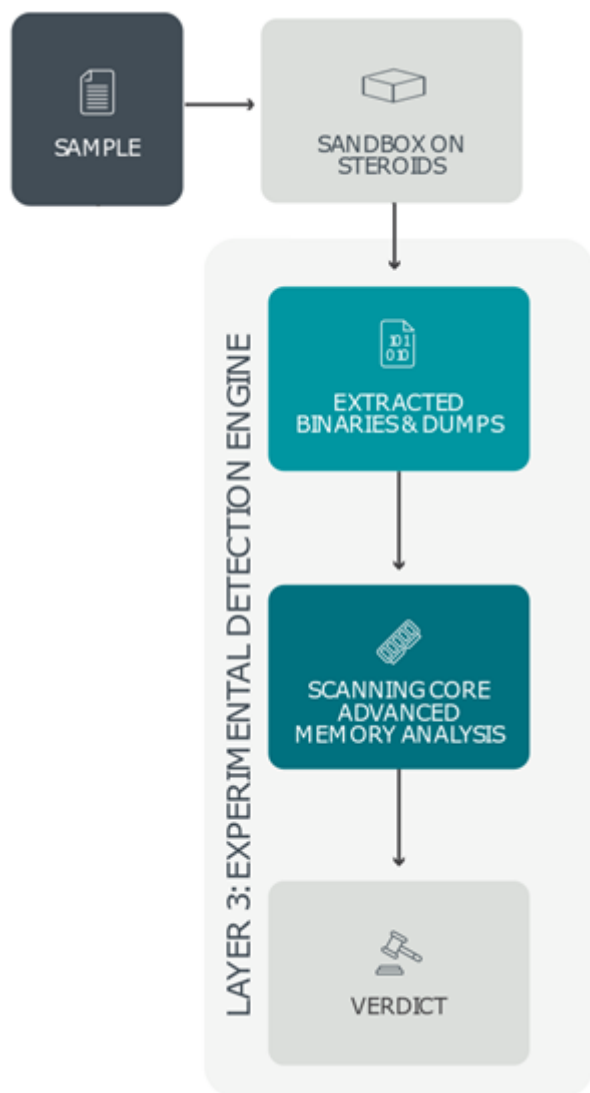 SAMPLE
SANDBOX ON
STEROIDS
LAYER 3: EXPERIMENTAL DETECTION ENGINE
101
010
EXTRACTED
BINARIES & DUMPS
SCANNING CORE
ADVANCED
MEMORY ANALYSIS
VERDICT